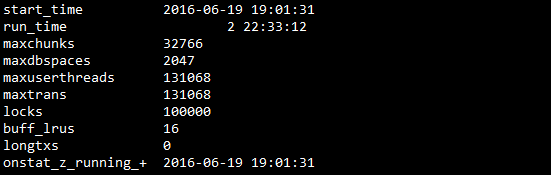 start_time 2016-06-19 19:01:31
run_time 2 22:33:12
maxchunks 32766
maxdbspaces 2047
maxuserthreads 131068
maxtrans 131068
locks 100000
buff_lrus 16
longtxs 0
onstat_z_running_+ 2016-06-19 19:01:31